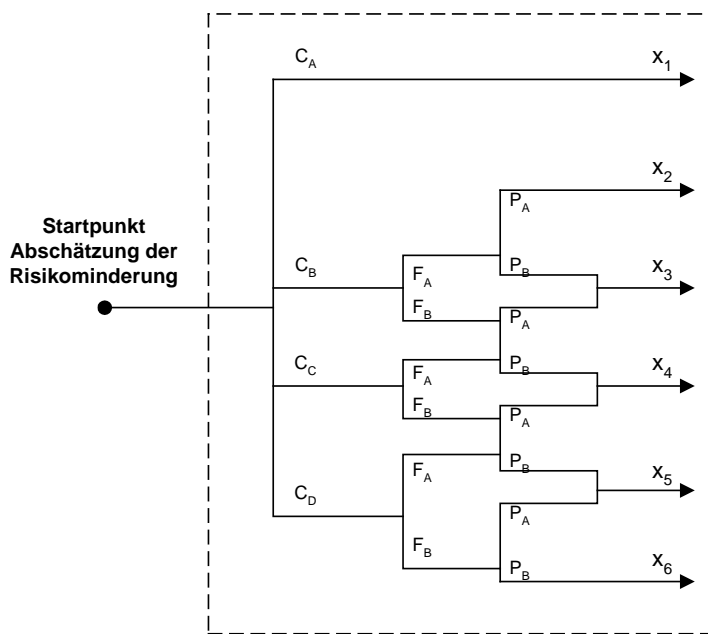 C_A
X_1
X_2
P_A
Startpunkt
Abschätzung der
Risikominderung
C_B
F_A
P_B
X_3
F_B
P_A
C_C
F_A
P_B
X_4
F_B
P_A
C_D
F_A
P_B
X_5
P_A
F_B
P_B
X_6